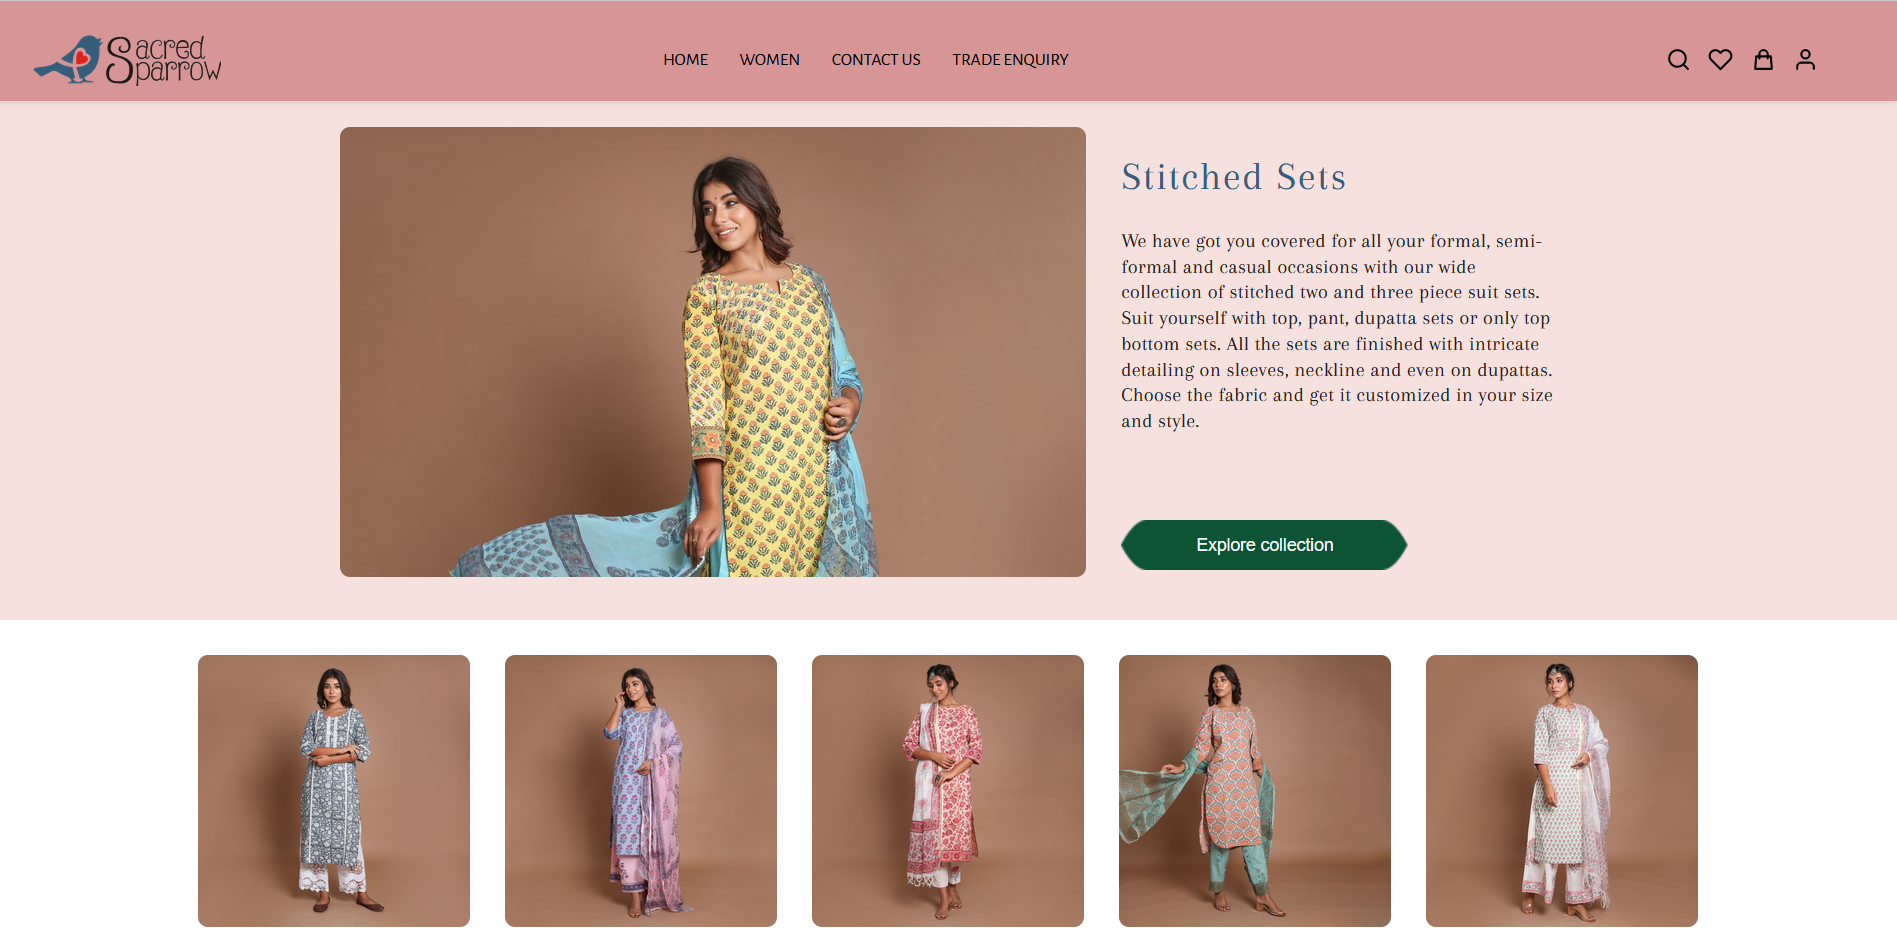 Sacred
Sparrow
HOME
WOMEN
CONTACT US
TRADE ENQUIRY
Stitched Sets
We have got you covered for all your formal, semi-
formal and casual occasions with our wide
collection of stitched two and three piece suit sets.
Suit yourself with top, pant, dupatta sets or only top
bottom sets. All the sets are finished with intricate
detailing on sleeves, neckline and even on dupattas.
Choose the fabric and get it customized in your size
and style.
Explore collection